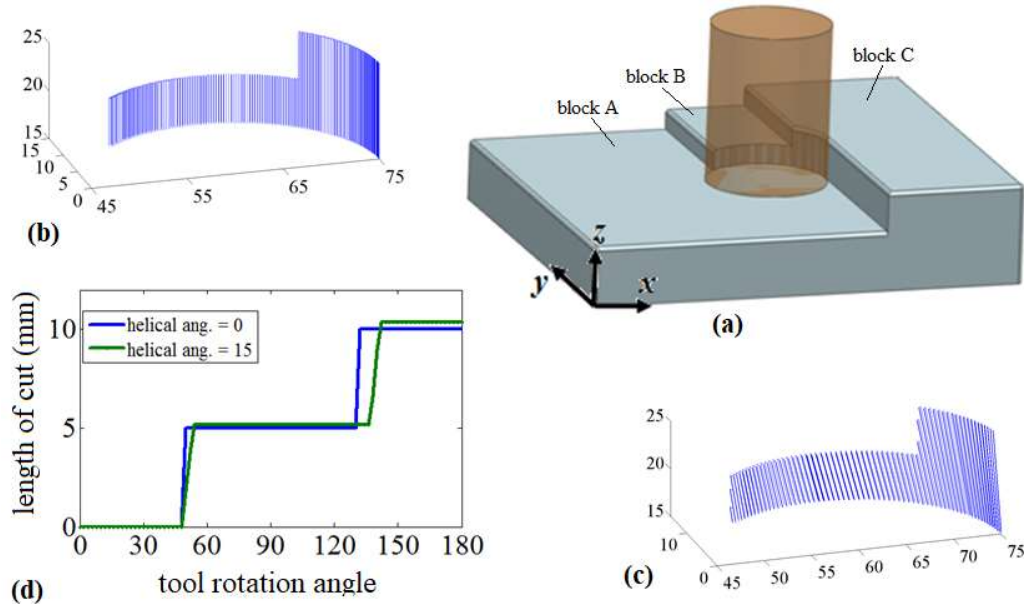 25
20
15
15
10
5
0
45
55
65
75
(b)
block A
block B
block C
z
y
x
(a)
length of cut (mm)
10
5
0
helical ang. = 0
helical ang. = 15
0
30
60
90
120
150
180
tool rotation angle
(d)
25
20
15
10
0
45
50
55
60
65
70
75
(c)